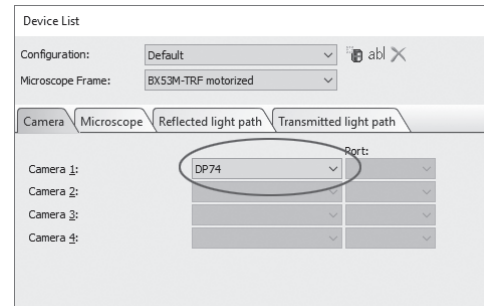 Device List
Configuration: Default abl
Microscope Frame: BX53M-TRF motorized
Camera Microscope Reflected light path Transmitted light path
Port:
Camera 1: DP74
Camera 2:
Camera 3:
Camera 4: